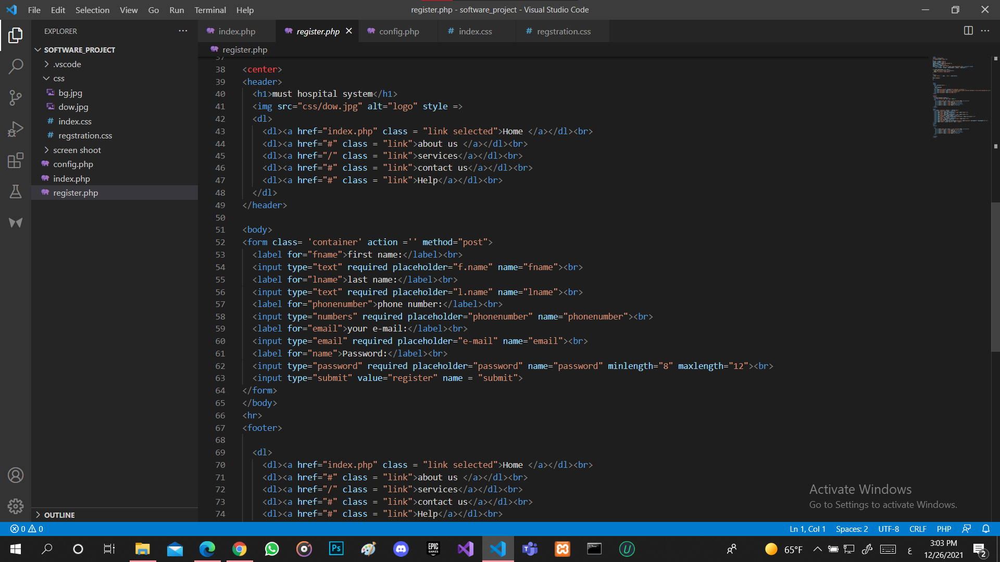 File Edit Selection View Go Run Terminal Help
register.php - software_project - Visual Studio Code
EXPLORER
index.php
register.php
config.php
index.css
regstration.css
SOFTWARE_PROJECT
register.php
.vscode
css
bg.jpg
dow.jpg
index.css
regstration.css
screen shoot
config.php
index.php
register.php
OUTLINE
37
38 <center>
39 <header>
40 <h1>must hospital system</h1>
41 <img src="css/dow.jpg" alt="logo" style =>
42 <dl>
43 <dl><a href="index.php" class = "link selected">Home </a></dl><br>
44 <dl><a href="#" class = "link">about us </a></dl><br>
45 <dl><a href="/" class = "link">services</a></dl><br>
46 <dl><a href="#" class = "link">contact us</a></dl><br>
47 <dl><a href="#" class = "link">Help</a></dl><br>
48 </dl>
49 </header>
50
51 <body>
52 <form class= 'container' action ='' method="post">
53 <label for="fname">first name:</label><br>
54 <input type="text" required placeholder="f.name" name="fname"><br>
55 <label for="lname">last name:</label><br>
56 <input type="text" required placeholder="l.name" name="lname"><br>
57 <label for="phonenumber">phone number:</label><br>
58 <input type="numbers" required placeholder="phonenumber" name="phonenumber"><br>
59 <label for="email">your e-mail:</label><br>
60 <input type="email" required placeholder="e-mail" name="email"><br>
61 <label for="name">Password:</label><br>
62 <input type="password" required placeholder="password" name="password" minlength="8" maxlength="12"><br>
63 <input type="submit" value="register" name = "submit">
64 </form>
65 </body>
66 <hr>
67 <footer>
68
69 <dl>
70 <dl><a href="index.php" class = "link selected">Home </a></dl><br>
71 <dl><a href="#" class = "link">about us </a></dl><br>
72 <dl><a href="/" class = "link">services</a></dl><br>
73 <dl><a href="#" class = "link">contact us</a></dl><br>
74 <dl><a href="#" class = "link">Help</a></dl><br>
Activate Windows
Go to Settings to activate Windows.
0 0
Ln 1, Col 1 Spaces: 2 UTF-8 CRLF PHP
Ps
EPIC GAMES
65°F
ع
3:03 PM
12/26/2021
2